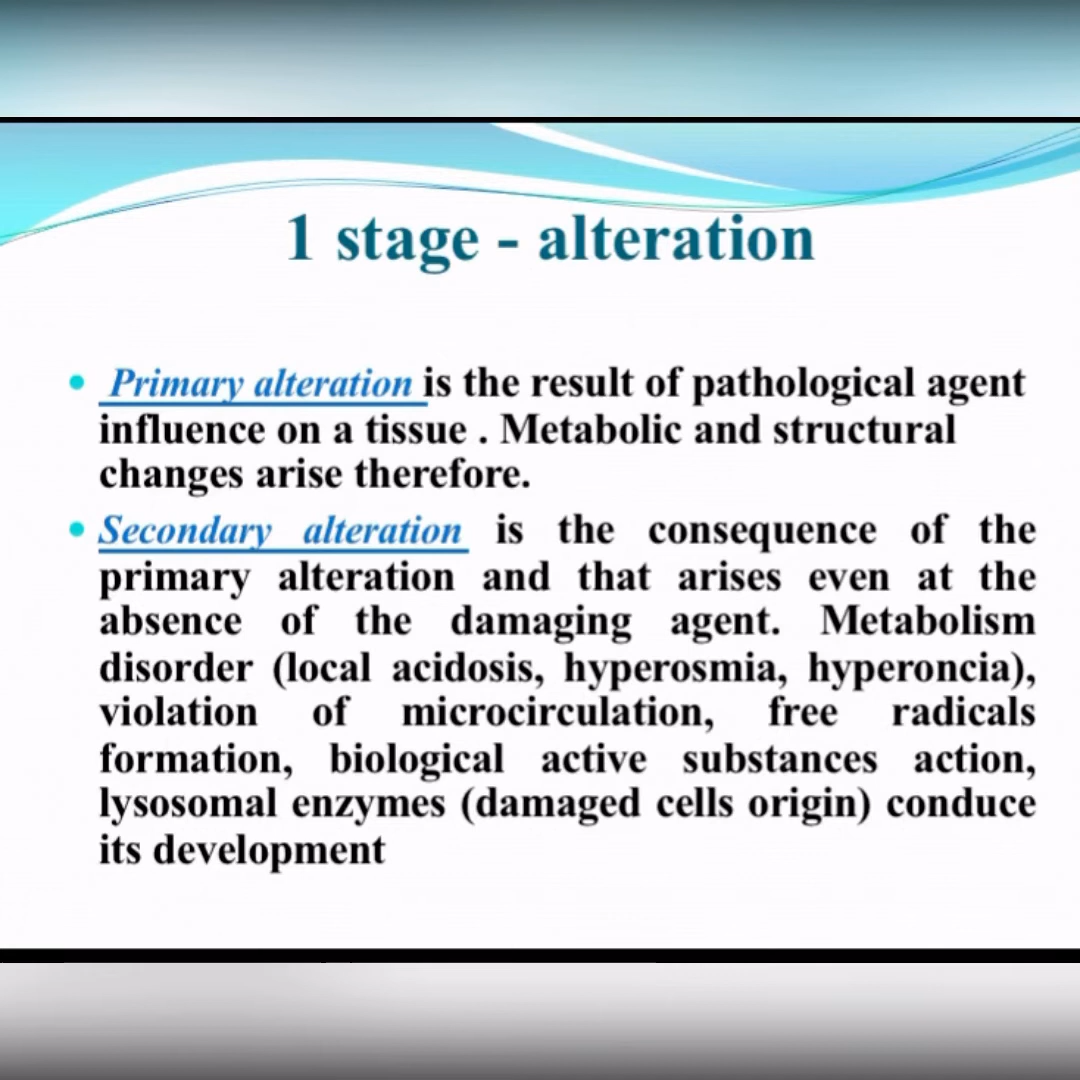 1 stage - alteration
Primary alteration is the result of pathological agent
influence on a tissue . Metabolic and structural
changes arise therefore.
Secondary alteration is the consequence of the
primary alteration and that arises even at the
absence of the damaging agent. Metabolism
disorder (local acidosis, hyperosmia, hyperoncia),
violation of microcirculation, free radicals
formation, biological active substances action,
lysosomal enzymes (damaged cells origin) conduce
its development